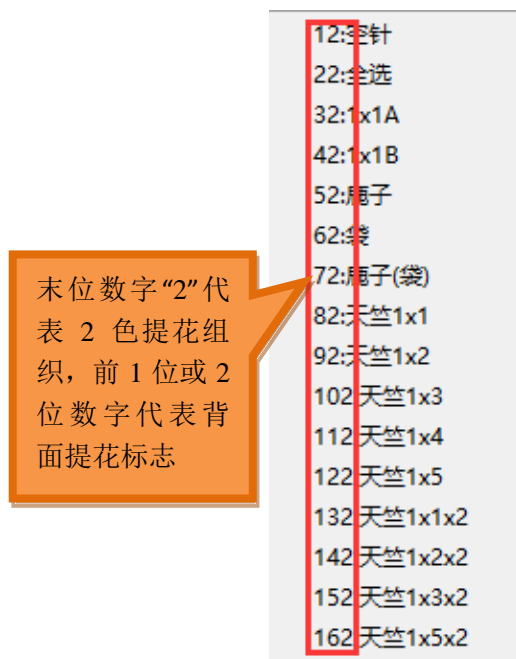 12:空针
22:全选
32:1x1A
42:1x1B
52:鹿子
62:袋
72:鹿子(袋)
82:天竺1x1
92:天竺1x2
102:天竺1x3
112:天竺1x4
122:天竺1x5
132:天竺1x1x2
142:天竺1x2x2
152:天竺1x3x2
162:天竺1x5x2
末位数字“2”代
表 2 色提花组
织，前 1 位或 2
位数字代表背
面提花标志